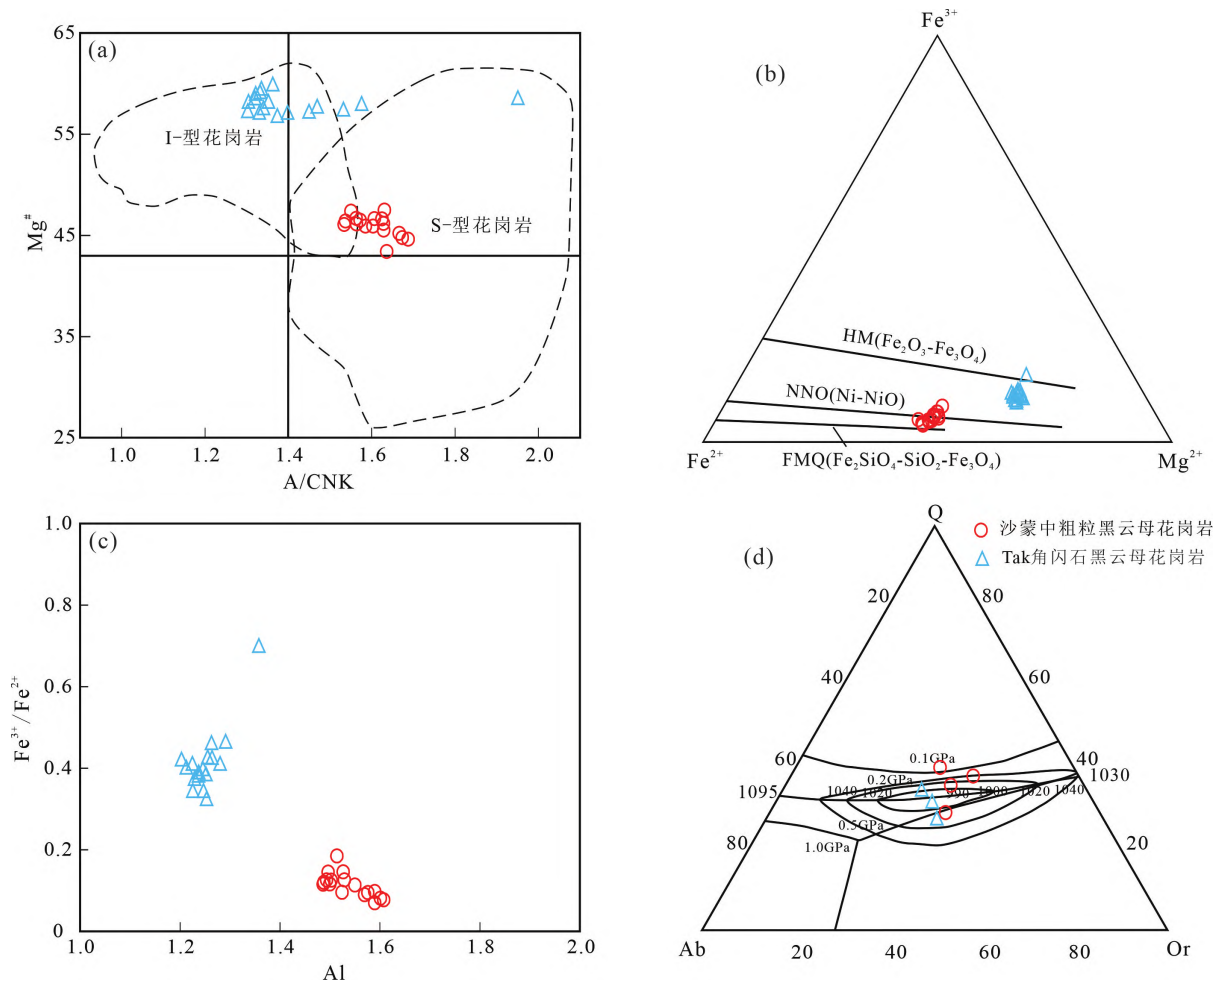 (a)
65
55
45
35
25
Mg#
I-型花岗岩
S-型花岗岩
1.0
1.2
1.4
1.6
1.8
2.0
A/CNK
(b)
Fe³⁺
HM(Fe₂O₃-Fe₃O₄)
NNO(Ni-NiO)
Fe²⁺
FMQ(Fe₂SiO₄-SiO₂-Fe₃O₄)
Mg²⁺
(c)
1.0
0.8
0.6
0.4
0.2
0
Fe³⁺/Fe²⁺
1.0
1.2
1.4
1.6
1.8
2.0
Al
(d)
Q
沙蒙中粗粒黑云母花岗岩
Tak角闪石黑云母花岗岩
20
80
40
60
60
0.1GPa
40
0.2GPa
1030
1095
1040
1020
990
1000
1020
1040
0.5GPa
80
1.0GPa
20
Ab
20
40
60
80
Or